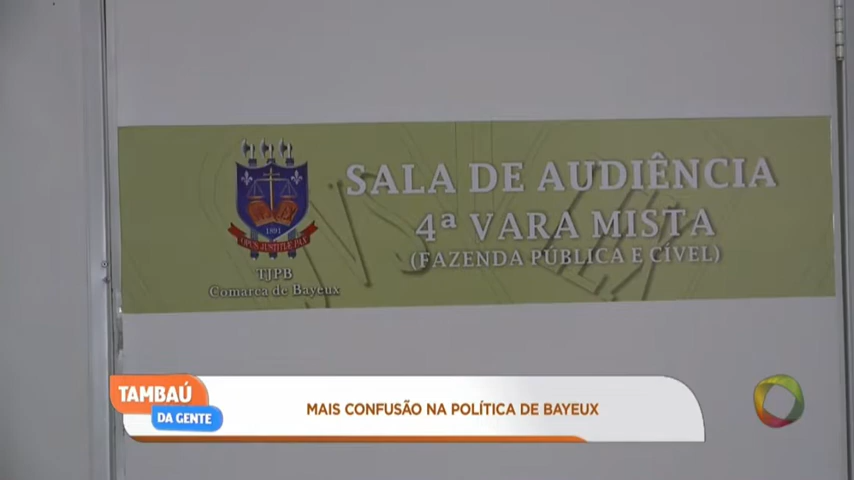 SALA DE AUDIÊNCIA
4ª VARA MISTA
(FAZENDA PÚBLICA E CÍVEL)
1891
OPUS JUSTITIÆ PAX
TJPB
Comarca de Bayeux
TAMBAÚ
DA GENTE
MAIS CONFUSÃO NA POLÍTICA DE BAYEUX